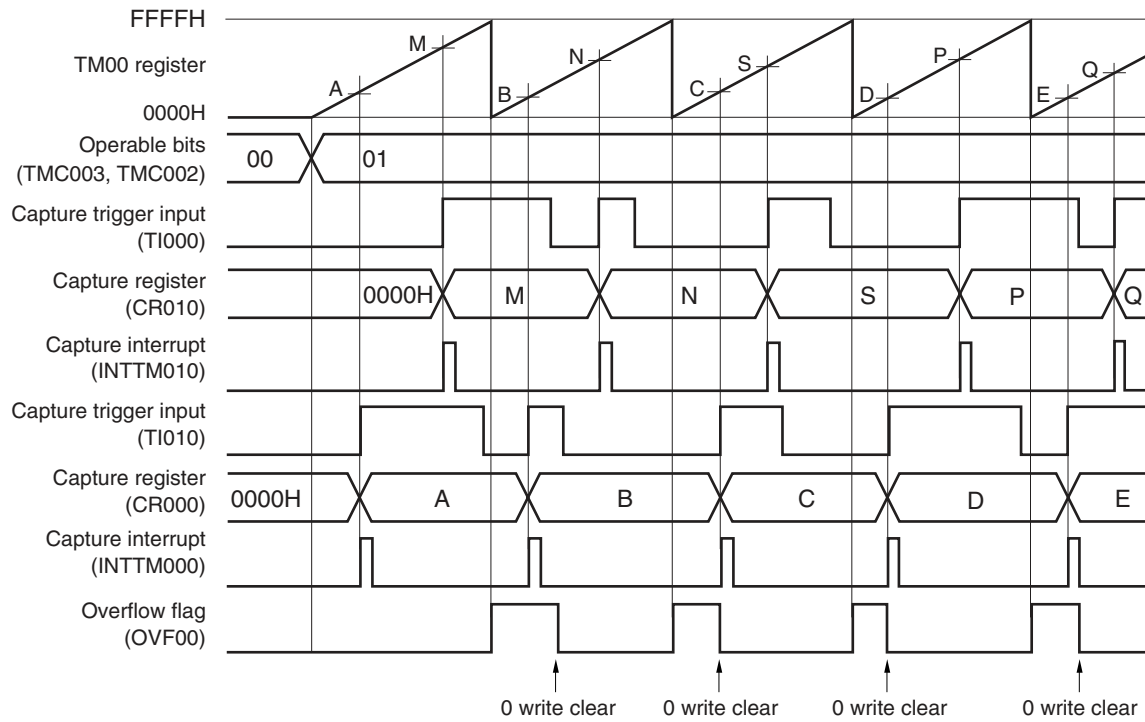 FFFFH
TM00 register
0000H
A M B N C S D P E Q
Operable bits
(TMC003, TMC002)
00 01
Capture trigger input
(TI000)
Capture register
(CR010)
0000H M N S P Q
Capture interrupt
(INTTM010)
Capture trigger input
(TI010)
Capture register
(CR000)
0000H A B C D E
Capture interrupt
(INTTM000)
Overflow flag
(OVF00)
0 write clear 0 write clear 0 write clear 0 write clear